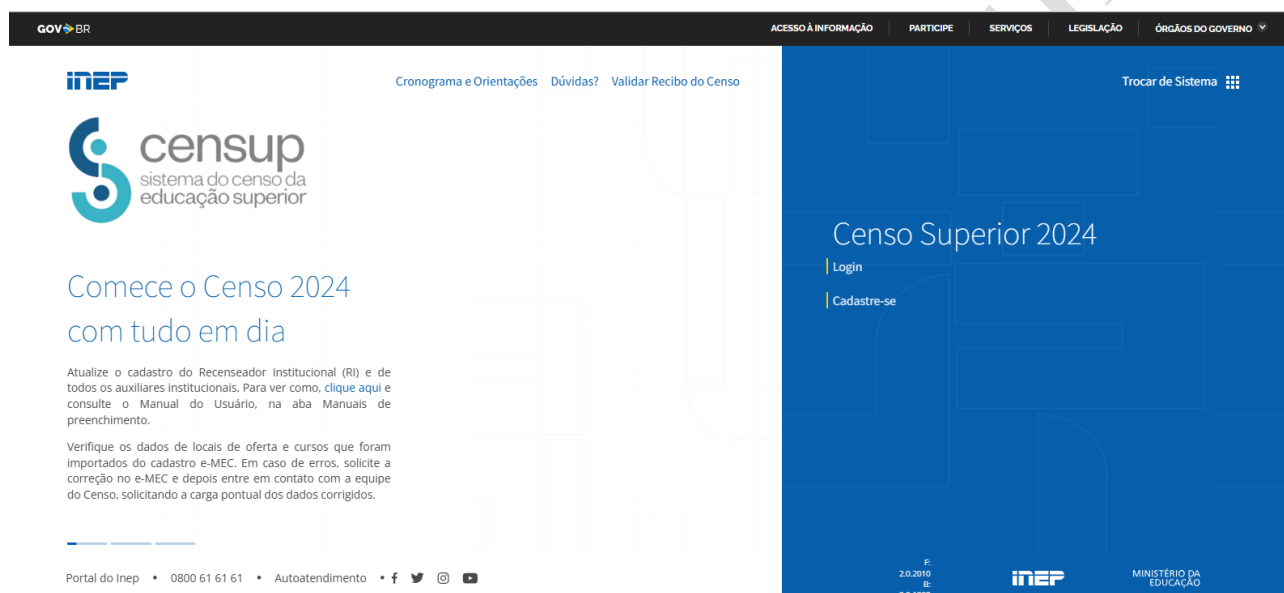 GOV BR
ACESSO À INFORMAÇÃO PARTICIPE SERVIÇOS LEGISLAÇÃO ÓRGÃOS DO GOVERNO
inep
Cronograma e Orientações Dúvidas? Validar Recibo do Censo
Trocar de Sistema
censup
sistema do censo da
educação superior
Comece o Censo 2024
com tudo em dia
Atualize o cadastro do Recenseador Institucional (RI) e de
todos os auxiliares institucionais. Para ver como, clique aqui e
consulte o Manual do Usuário, na aba Manuais de
preenchimento.
Verifique os dados de locais de oferta e cursos que foram
importados do cadastro e-MEC. Em caso de erros, solicite a
correção no e-MEC e depois entre em contato com a equipe
do Censo, solicitando a carga pontual dos dados corrigidos.
Portal do Inep • 0800 61 61 61 • Autoatendimento •
Censo Superior 2024
Login
Cadastre-se
F:
2.0.2010
B:
inep
MINISTÉRIO DA
EDUCAÇÃO